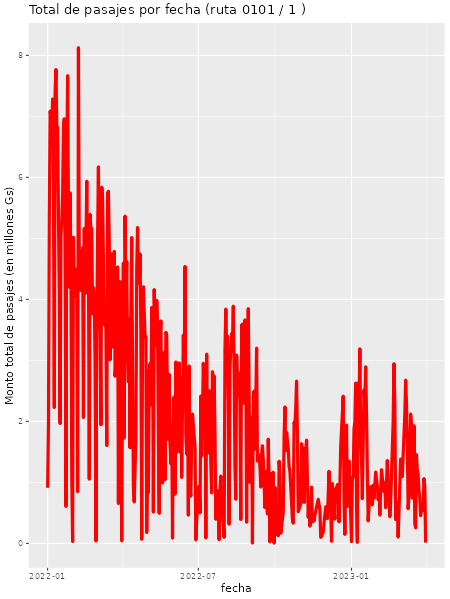 Total de pasajes por fecha (ruta 0101 / 1 )
Monto total de pasajes (en millones Gs)
8
6
4
2
0
2022-01 2022-07 2023-01
fecha